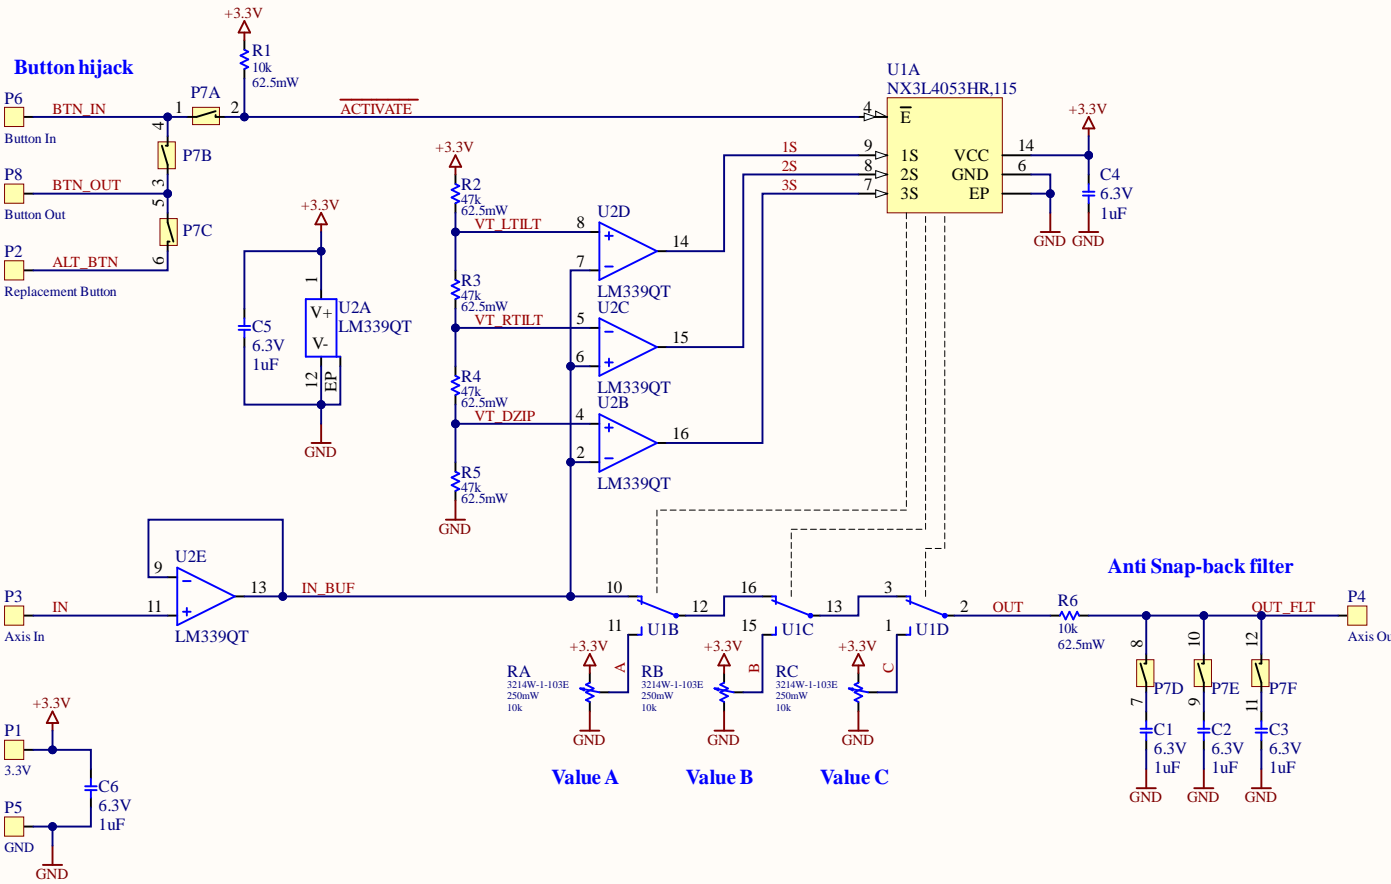 Button hijack
P6
BTN_IN
Button In
P8
BTN_OUT
Button Out
P2
ALT_BTN
Replacement Button
1
P7A
2
4
P7B
3
5
P7C
6
+3.3V
R1
10k
62.5mW
ACTIVATE
U1A
NX3L4053HR,115
4
E
9
1S
8
2S
7
3S
VCC
14
GND
6
EP
1S
2S
3S
+3.3V
C4
6.3V
1uF
GND
GND
+3.3V
1
V+
V-
U2A
LM339QT
12
EP
C5
6.3V
1uF
GND
+3.3V
R2
47k
62.5mW
VT_LTILT
R3
47k
62.5mW
VT_RTILT
R4
47k
62.5mW
VT_DZIP
R5
47k
62.5mW
GND
U2D
8
7
14
LM339QT
U2C
5
6
15
LM339QT
U2B
4
2
16
LM339QT
P3
IN
Axis In
U2E
9
11
13
LM339QT
IN_BUF
10
11
12
U1B
16
15
13
U1C
3
1
2
U1D
OUT
+3.3V
RA
3214W-1-103E
250mW
10k
A
GND
Value A
+3.3V
RB
3214W-1-103E
250mW
10k
B
GND
Value B
+3.3V
RC
3214W-1-103E
250mW
10k
C
GND
Value C
Anti Snap-back filter
R6
10k
62.5mW
OUT_FLT
P4
Axis Ou
8
P7D
7
C1
6.3V
1uF
GND
10
P7E
9
C2
6.3V
1uF
GND
12
P7F
11
C3
6.3V
1uF
GND
+3.3V
P1
3.3V
C6
6.3V
1uF
P5
GND
GND